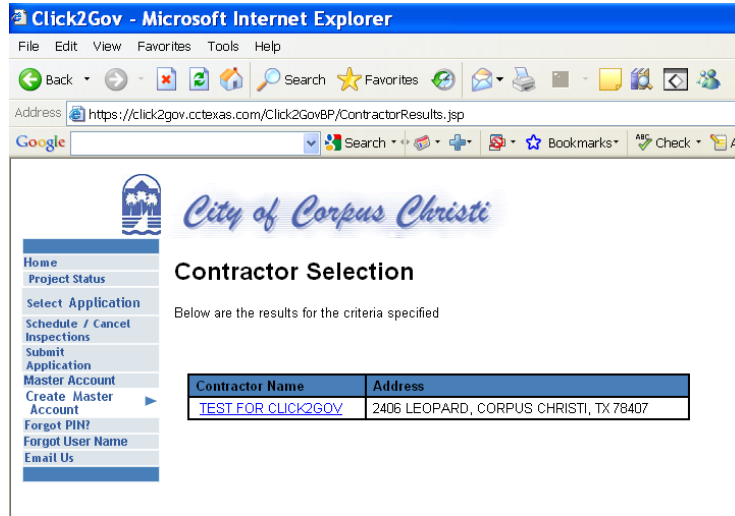 Click2Gov - Microsoft Internet Explorer
File Edit View Favorites Tools Help
Back Search Favorites
Address https://click2gov.cctexas.com/Click2GovBP/ContractorResults.jsp
Google Search Bookmarks Check
City of Corpus Christi
Home
Project Status
Select Application
Schedule / Cancel
Inspections
Submit
Application
Master Account
Create Master
Account
Forgot PIN?
Forgot User Name
Email Us
Contractor Selection
Below are the results for the criteria specified
Contractor Name Address
TEST FOR CLICK2GOV 2406 LEOPARD, CORPUS CHRISTI, TX 78407